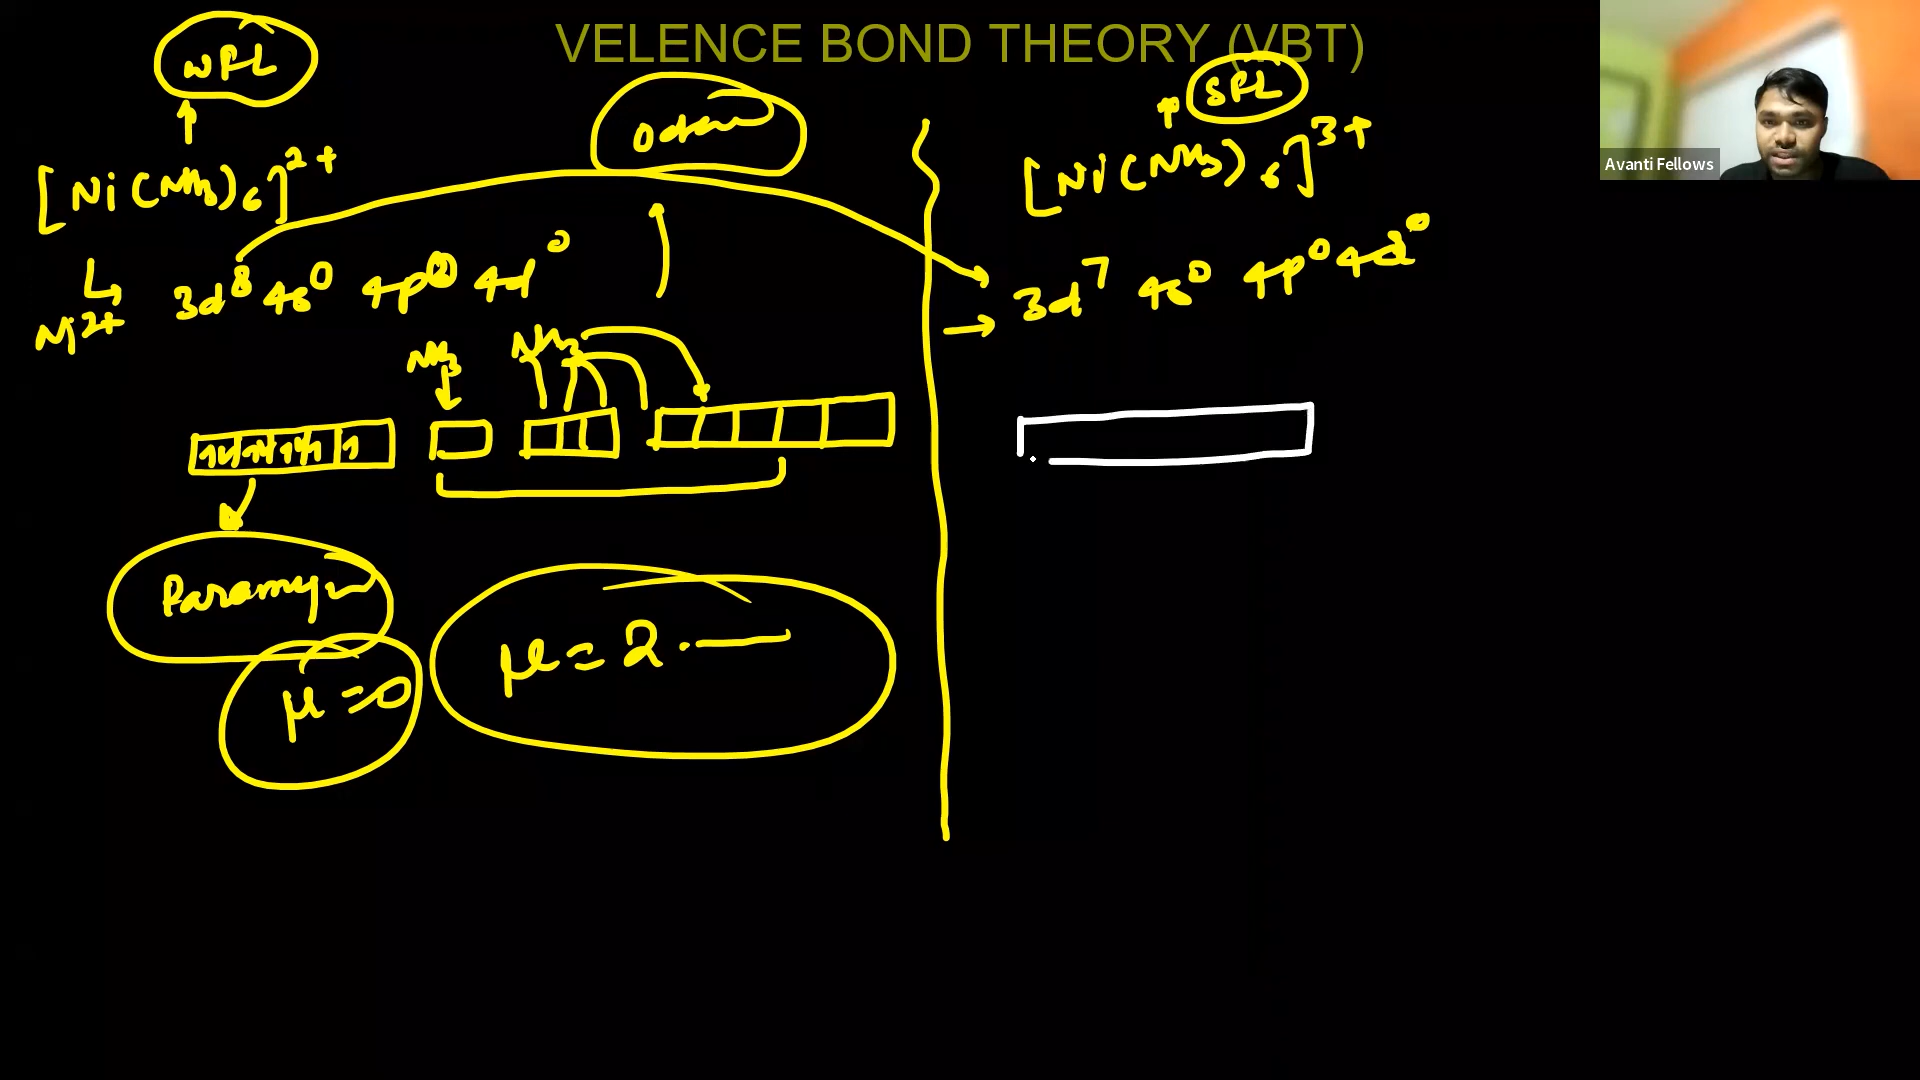 VELENCE BOND THEORY (VBT)
WFL
[Ni(NH3)6]2+
Ni2+ 3d8 4s0 4p0 4d0
NH3 NH3
μ = 0
μ = 2.
SFL
[Ni(NH3)6]3+
3d7 4s0 4p0 4d0
Avanti Fellows